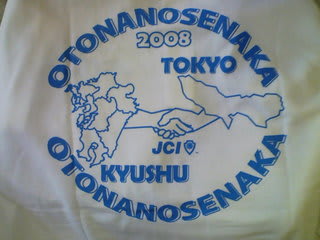 OTONANOSENAKA
2008
TOKYO
JCI
KYUSHU
OTONANOSENAKA